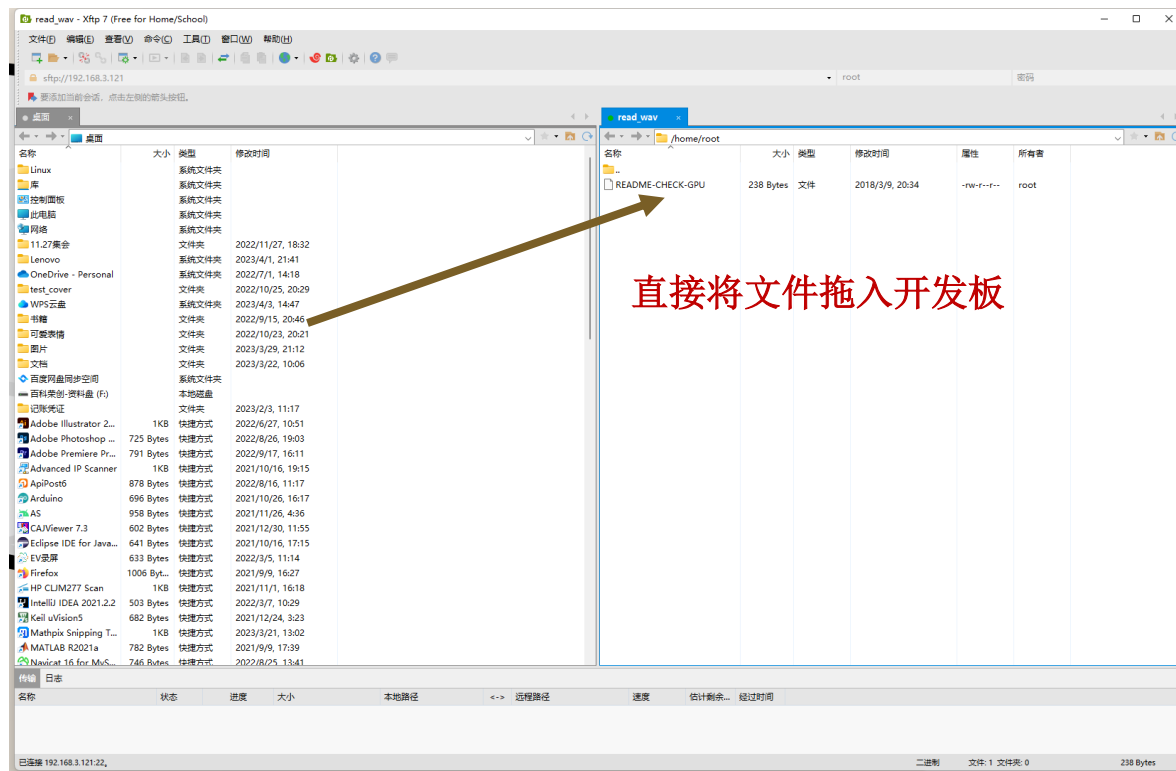 read_wav - Xftp 7 (Free for Home/School)
文件(F) 编辑(E) 查看(V) 命令(C) 工具(T) 窗口(W) 帮助(H)
sftp://192.168.3.121 root 密码
要添加当前会话，点击左侧的箭头按钮。
桌面 × read_wav ×
桌面 /home/root
名称 大小 类型 修改时间 名称 大小 类型 修改时间 属性 所有者
Linux 系统文件夹 ..
库 系统文件夹 README-CHECK-GPU 238 Bytes 文件 2018/3/9, 20:34 -rw-r--r-- root
控制面板 系统文件夹
此电脑 系统文件夹
网络 系统文件夹
11.27集会 文件夹 2022/11/27, 18:32
Lenovo 系统文件夹 2023/4/1, 21:41
OneDrive - Personal 系统文件夹 2022/7/1, 14:18
test_cover 文件夹 2022/10/25, 20:29
WPS云盘 系统文件夹 2023/4/3, 14:47
书籍 文件夹 2022/9/15, 20:46
可爱表情 文件夹 2022/10/23, 20:21
图片 文件夹 2023/3/29, 21:12
文档 文件夹 2023/3/22, 10:06
百度网盘同步空间 系统文件夹
百科荣创-资料盘 (F:) 本地磁盘
记账凭证 文件夹 2023/2/3, 11:17
Adobe Illustrator 2... 1KB 快捷方式 2022/6/27, 10:51
Adobe Photoshop ... 725 Bytes 快捷方式 2022/8/26, 19:03
Adobe Premiere Pr... 791 Bytes 快捷方式 2022/9/17, 16:11
Advanced IP Scanner 1KB 快捷方式 2021/10/16, 19:15
ApiPost6 878 Bytes 快捷方式 2022/8/16, 11:17
Arduino 696 Bytes 快捷方式 2021/10/26, 16:17
AS 958 Bytes 快捷方式 2021/11/26, 4:36
CAJViewer 7.3 602 Bytes 快捷方式 2021/12/30, 11:55
Eclipse IDE for Java... 641 Bytes 快捷方式 2021/10/16, 17:15
EV录屏 633 Bytes 快捷方式 2022/3/5, 11:14
Firefox 1006 Byt... 快捷方式 2021/9/9, 16:27
HP CLJM277 Scan 1KB 快捷方式 2021/11/1, 16:18
IntelliJ IDEA 2021.2.2 503 Bytes 快捷方式 2022/3/7, 10:29
Keil uVision5 682 Bytes 快捷方式 2021/12/24, 3:23
Mathpix Snipping T... 1KB 快捷方式 2023/3/21, 13:02
MATLAB R2021a 782 Bytes 快捷方式 2021/9/9, 17:39
Navicat 16 for MyS... 746 Bytes 快捷方式 2022/8/25, 13:41
直接将文件拖入开发板
传输 日志
名称 状态 进度 大小 本地路径 <-> 远程路径 速度 估计剩余... 经过时间
已连接 192.168.3.121:22。 二进制 文件: 1 文件夹: 0 238 Bytes